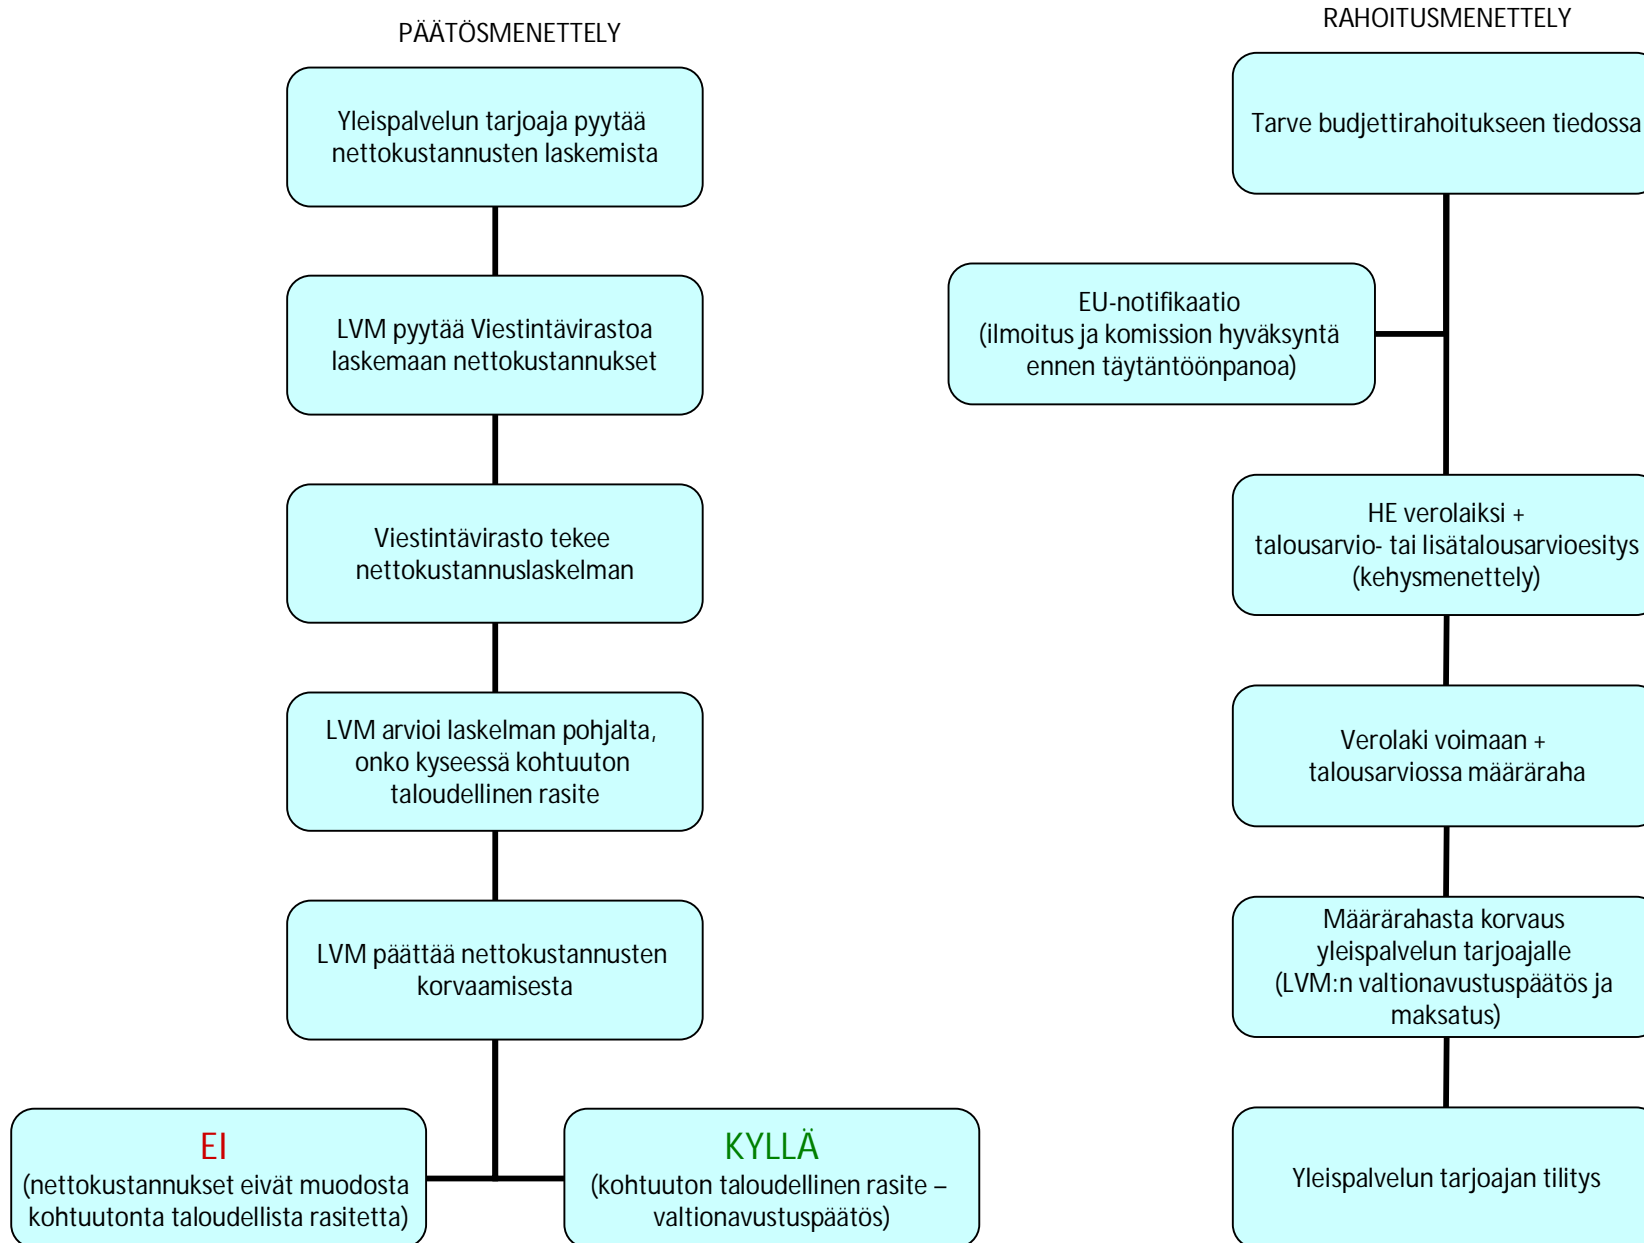 PÄÄTÖSMENETTELY
Yleispalvelun tarjoaja pyytää
nettokustannusten laskemista
LVM pyytää Viestintävirastoa
laskemaan nettokustannukset
Viestintävirasto tekee
nettokustannuslaskelman
LVM arvioi laskelman pohjalta,
onko kyseessä kohtuuton
taloudellinen rasite
LVM päättää nettokustannusten
korvaamisesta
EI
(nettokustannukset eivät muodosta
kohtuutonta taloudellista rasitetta)
KYLLÄ
(kohtuuton taloudellinen rasite –
valtionavustuspäätös)
RAHOITUSMENETTELY
Tarve budjettirahoitukseen tiedossa
EU-notifikaatio
(ilmoitus ja komission hyväksyntä
ennen täytäntöönpanoa)
HE verolaiksi +
talousarvio- tai lisätalousarvioesitys
(kehysmenettely)
Verolaki voimaan +
talousarviossa määräraha
Määrärahasta korvaus
yleispalvelun tarjoajalle
(LVM:n valtionavustuspäätös ja
maksatus)
Yleispalvelun tarjoajan tilitys